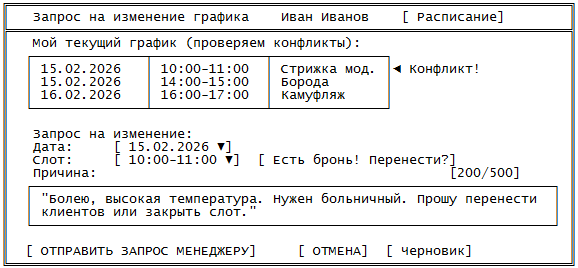 Запрос на изменение графика Иван Иванов [ Расписание]
Мой текущий график (проверяем конфликты):
15.02.2026 10:00-11:00 Стрижка мод. ◄ Конфликт!
15.02.2026 14:00-15:00 Борода
16.02.2026 16:00-17:00 Камуфляж
Запрос на изменение:
Дата: [ 15.02.2026 ▼]
Слот: [ 10:00-11:00 ▼] [ Есть бронь! Перенести?]
Причина: [200/500]
"Болею, высокая температура. Нужен больничный. Прошу перенести
клиентов или закрыть слот."
[ ОТПРАВИТЬ ЗАПРОС МЕНЕДЖЕРУ] [ ОТМЕНА] [ Черновик]